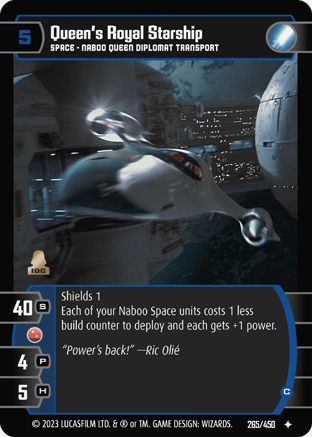 5
Queen's Royal Starship
SPACE - NABOO QUEEN DIPLOMAT TRANSPORT
IDC
40 S
Shields 1
Each of your Naboo Space units costs 1 less
build counter to deploy and each gets +1 power.
4 P
"Power's back!" —Ric Olié
5 H
C
© 2023 LUCASFILM LTD. & ® or TM. GAME DESIGN: WIZARDS. 265/450